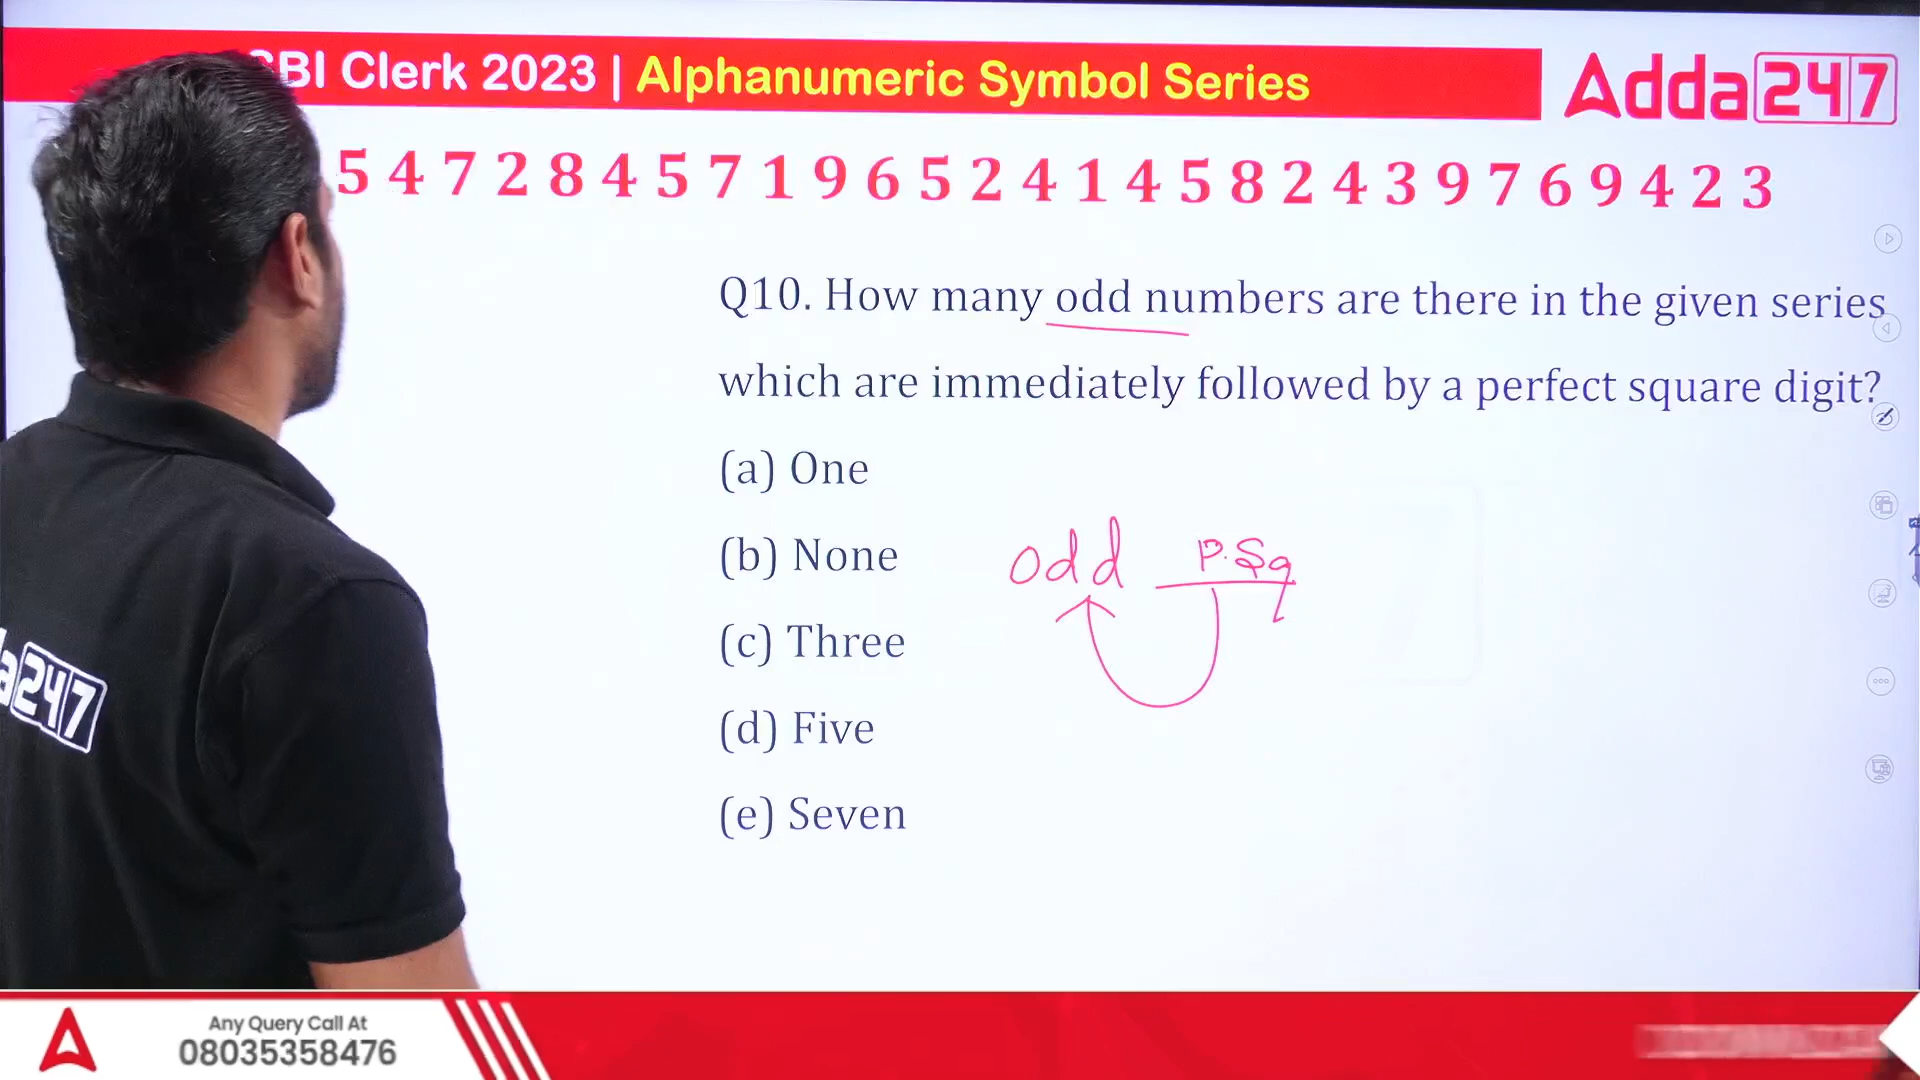 BI Clerk 2023 | Alphanumeric Symbol Series
Adda247
5 4 7 2 8 4 5 7 1 9 6 5 2 4 1 4 5 8 2 4 3 9 7 6 9 4 2 3
Q10. How many odd numbers are there in the given series
which are immediately followed by a perfect square digit?
(a) One
(b) None
(c) Three
(d) Five
(e) Seven
odd P.Sq
a247
Any Query Call At
08035358476